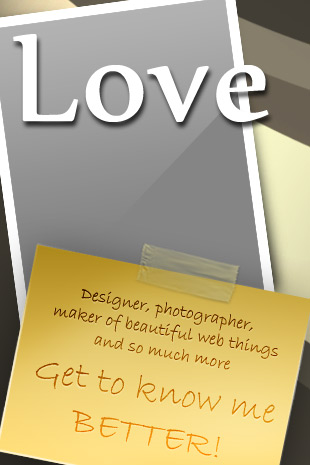 Love
Designer, photographer,
maker of beautiful web things
and so much more
Get to know me
BETTER!